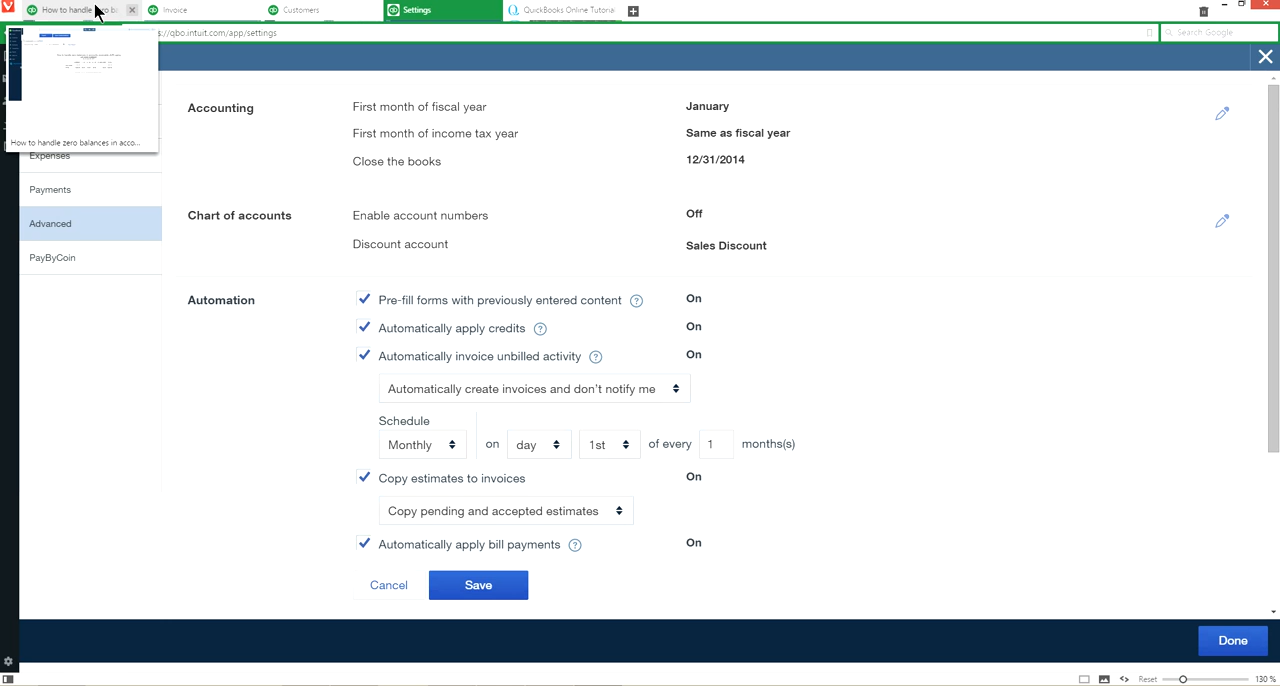 How to handle zero b
Invoice
Customers
Settings
QuickBooks Online Tutoria
://qbo.intuit.com/app/settings
Search Google
How to handle zero balances in acco...
Expenses
Payments
Advanced
PayByCoin
Accounting
First month of fiscal year January
First month of income tax year Same as fiscal year
Close the books 12/31/2014
Chart of accounts
Enable account numbers Off
Discount account Sales Discount
Automation
Pre-fill forms with previously entered content ? On
Automatically apply credits ? On
Automatically invoice unbilled activity ? On
Automatically create invoices and don't notify me
Schedule
Monthly on day 1st of every 1 months(s)
Copy estimates to invoices On
Copy pending and accepted estimates
Automatically apply bill payments ? On
Cancel Save
Done
Reset 130 %